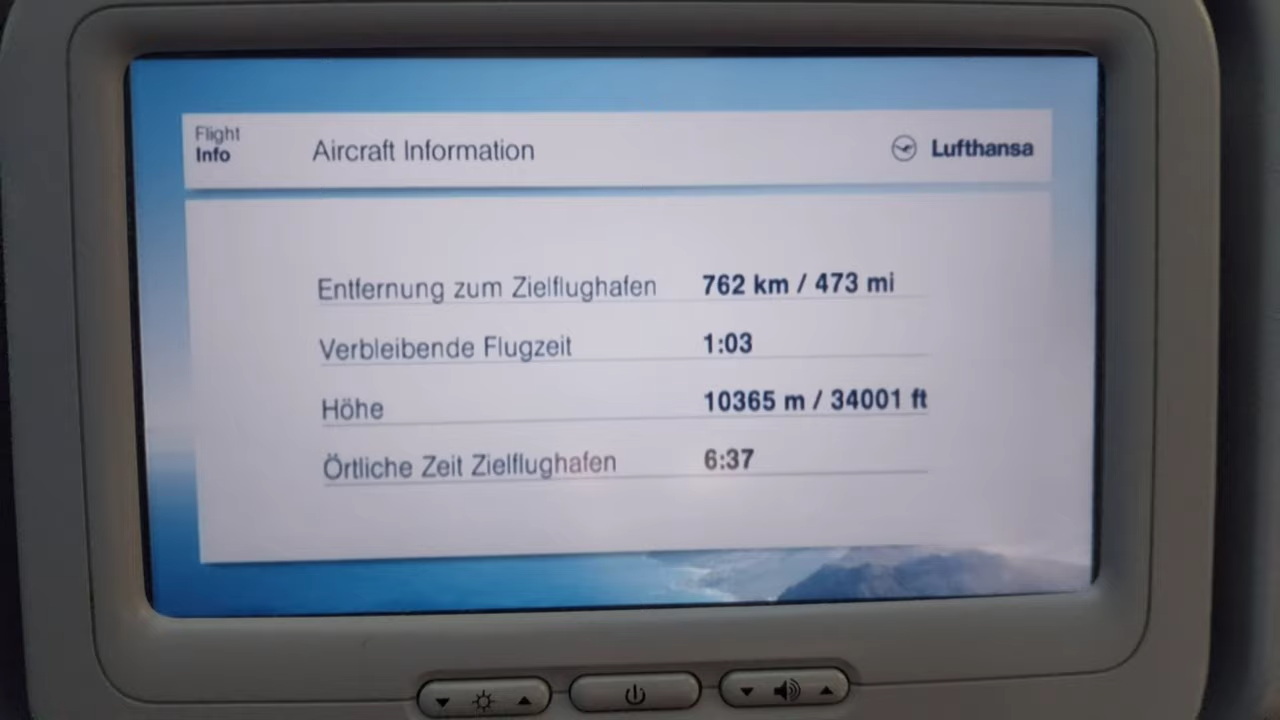 Flight
Info
Aircraft Information
Lufthansa
Entfernung zum Zielflughafen 762 km / 473 mi
Verbleibende Flugzeit 1:03
Höhe 10365 m / 34001 ft
Örtliche Zeit Zielflughafen 6:37